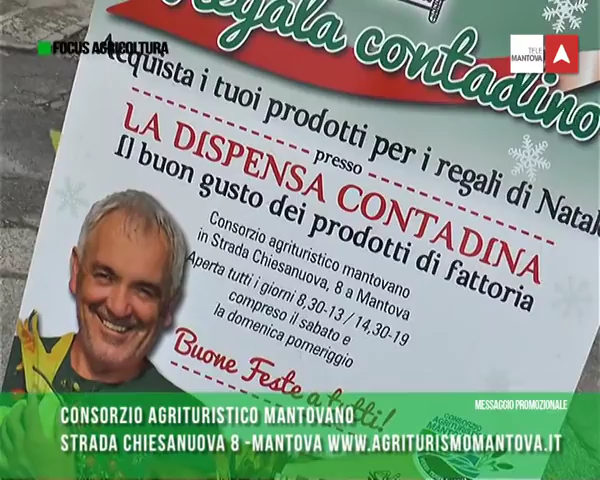 FOCUS AGRICOLTURA
TELE
MANTOVA
Regala contadino
Acquista i tuoi prodotti per i regali di Natale
presso
LA DISPENSA CONTADINA
Il buon gusto dei prodotti di fattoria
Consorzio agrituristico mantovano
in Strada Chiesanuova, 8 a Mantova
Aperta tutti i giorni 8,30-13 / 14,30-19
compreso il sabato e
la domenica pomeriggio
Buone Feste a tutti!
CONSORZIO
AGRITURISTICO
MANTOVANO
MESSAGGIO PROMOZIONALE
CONSORZIO AGRITURISTICO MANTOVANO
STRADA CHIESANUOVA 8 -MANTOVA WWW.AGRITURISMOMANTOVA.IT